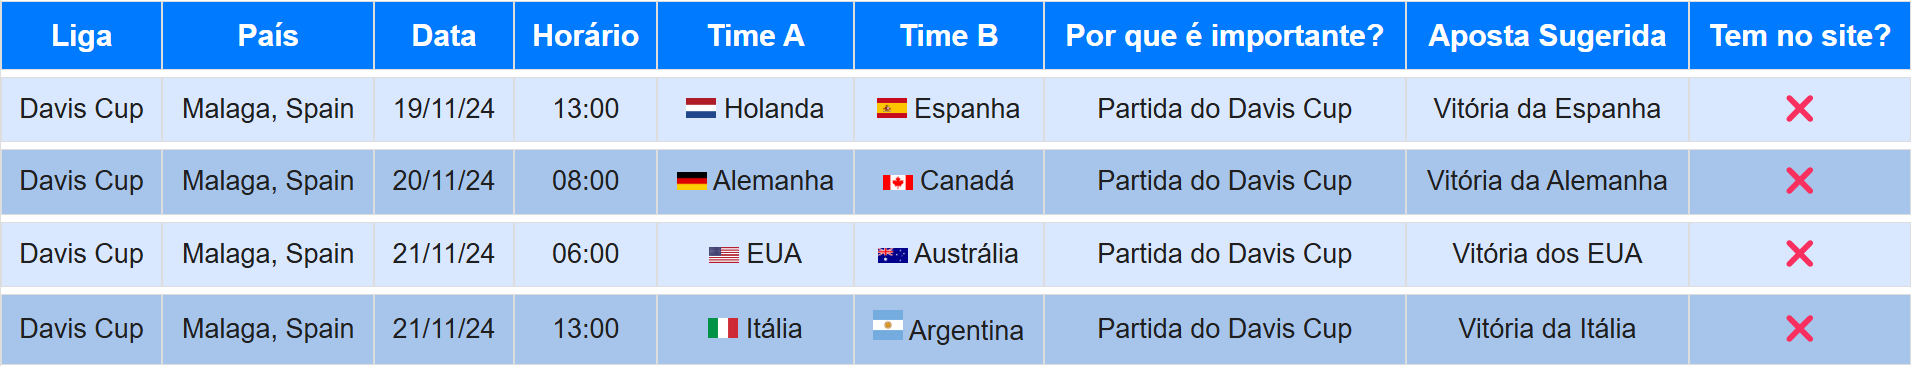 Liga País Data Horário Time A Time B Por que é importante? Aposta Sugerida Tem no site?
Davis Cup Malaga, Spain 19/11/24 13:00 Holanda Espanha Partida do Davis Cup Vitória da Espanha
Davis Cup Malaga, Spain 20/11/24 08:00 Alemanha Canadá Partida do Davis Cup Vitória da Alemanha
Davis Cup Malaga, Spain 21/11/24 06:00 EUA Austrália Partida do Davis Cup Vitória dos EUA
Davis Cup Malaga, Spain 21/11/24 13:00 Itália Argentina Partida do Davis Cup Vitória da Itália